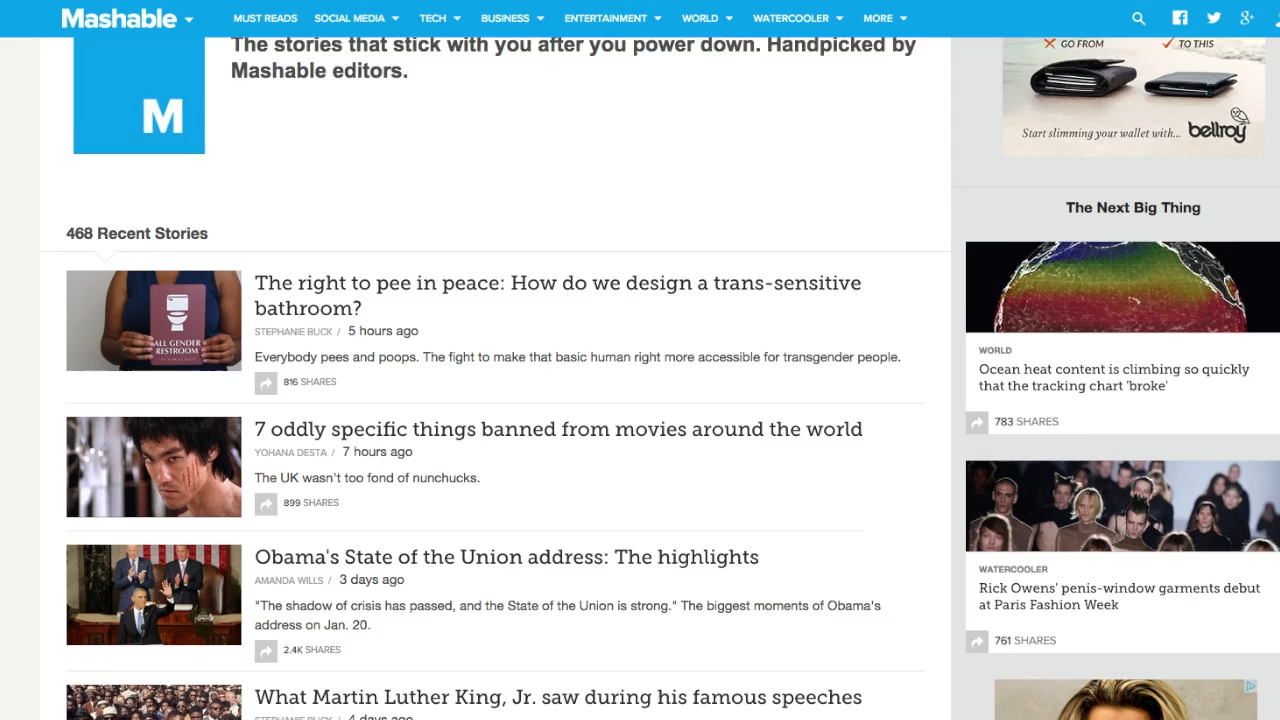 Mashable
MUST READS
SOCIAL MEDIA
TECH
BUSINESS
ENTERTAINMENT
WORLD
WATERCOOLER
MORE
The stories that stick with you after you power down. Handpicked by
Mashable editors.
M
468 Recent Stories
ALL GENDER
RESTROOM
The right to pee in peace: How do we design a trans-sensitive
bathroom?
STEPHANIE BUCK / 5 hours ago
Everybody pees and poops. The fight to make that basic human right more accessible for transgender people.
816 SHARES
7 oddly specific things banned from movies around the world
YOHANA DESTA / 7 hours ago
The UK wasn't too fond of nunchucks.
899 SHARES
Obama's State of the Union address: The highlights
AMANDA WILLS / 3 days ago
"The shadow of crisis has passed, and the State of the Union is strong." The biggest moments of Obama's
address on Jan. 20.
2.4K SHARES
What Martin Luther King, Jr. saw during his famous speeches
STEPHANIE BUCK / 4 days ago
GO FROM
TO THIS
Start slimming your wallet with...
bellroy
The Next Big Thing
WORLD
Ocean heat content is climbing so quickly
that the tracking chart 'broke'
783 SHARES
WATERCOOLER
Rick Owens' penis-window garments debut
at Paris Fashion Week
761 SHARES